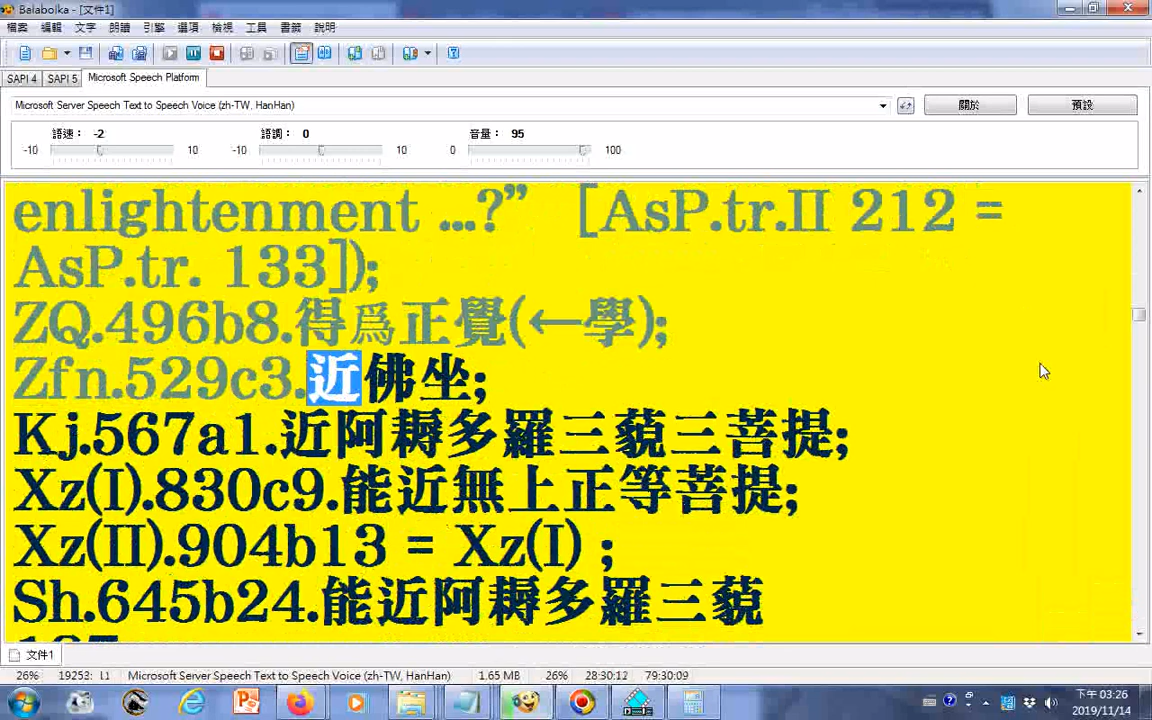 Balabolka - [文件1]
檔案 編輯 文字 朗讀 引擎 選項 檢視 工具 書籤 說明
SAPI 4 SAPI 5 Microsoft Speech Platform
Microsoft Server Speech Text to Speech Voice (zh-TW, HanHan) 關於 預設
語速： -2 語調： 0 音量： 95
-10 10 -10 10 0 100
enlightenment ...?” [AsP.tr.II 212 =
AsP.tr. 133]);
ZQ.496b8.得爲正覺(←學);
Zfn.529c3.近佛坐;
Kj.567a1.近阿耨多羅三藐三菩提;
Xz(I).830c9.能近無上正等菩提;
Xz(II).904b13 = Xz(I) ;
Sh.645b24.能近阿耨多羅三藐
文件1
26% 19252: 11 Microsoft Server Speech Text to Speech Voice (zh-TW, HanHan) 1.65 MB 26% 28:30:12 79:30:09
下午 03:26
2019/11/14